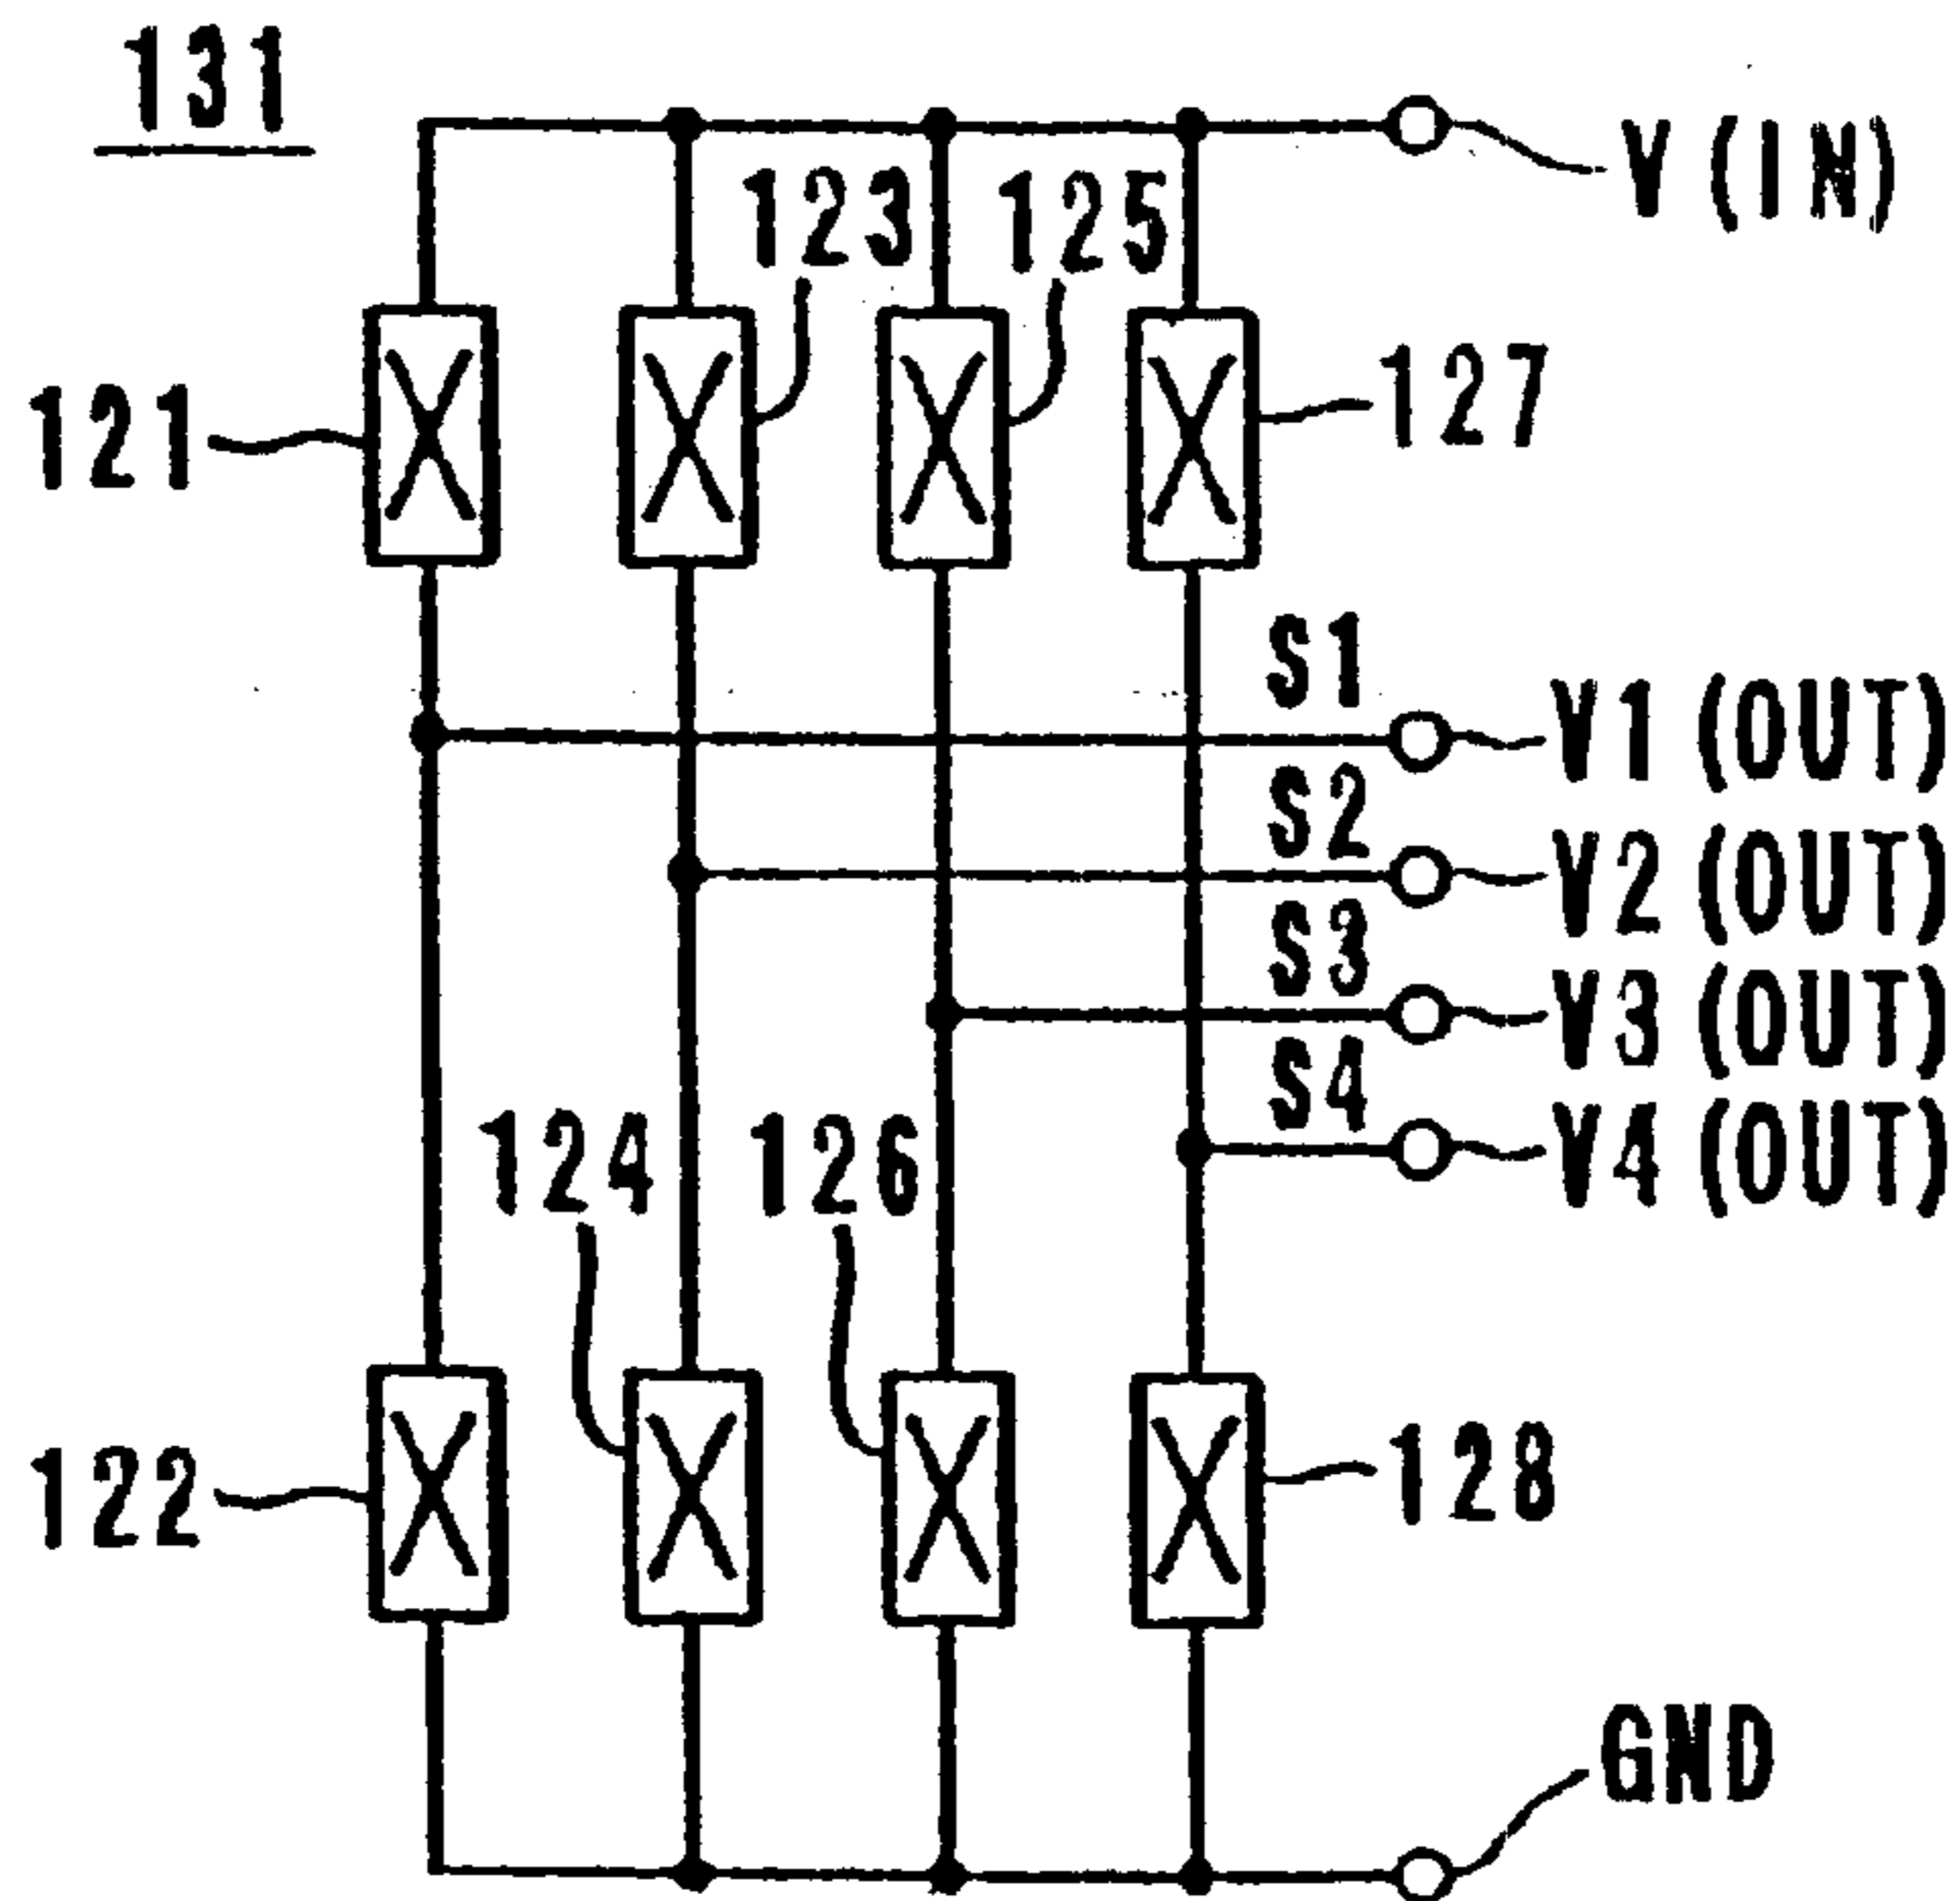 131
V (IN)
123
125
121
127
S1
V1 (OUT)
S2
V2 (OUT)
S3
V3 (OUT)
S4
V4 (OUT)
124
126
122
128
GND